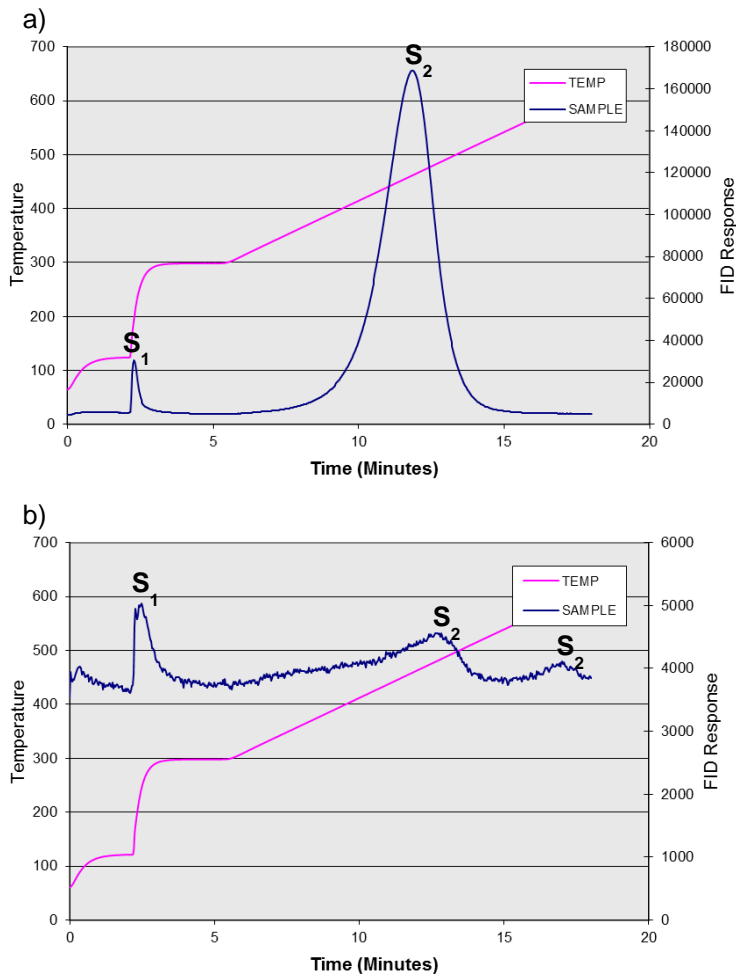 a)
S2
700
600
500
400
300
200
100
0
Temperature
TEMP
SAMPLE
180000
160000
140000
120000
100000
80000
60000
40000
20000
0
FID Response
S1
0 5 10 15 20
Time (Minutes)
b)
700
600
500
400
300
200
100
0
Temperature
S1
TEMP
SAMPLE
S2
S2
6000
5000
4000
3000
2000
1000
0
FID Response
0 5 10 15 20
Time (Minutes)